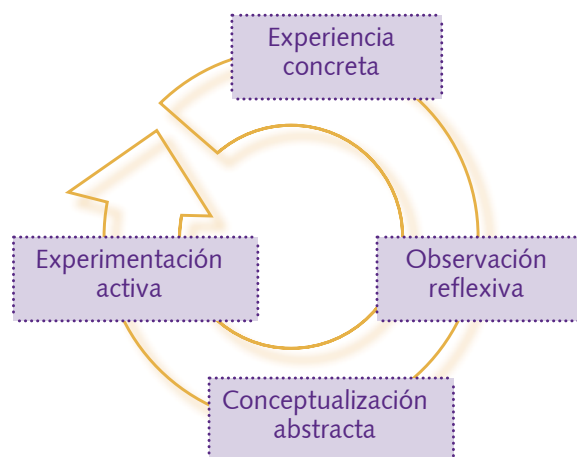 Experiencia
concreta
Observación
reflexiva
Conceptualización
abstracta
Experimentación
activa